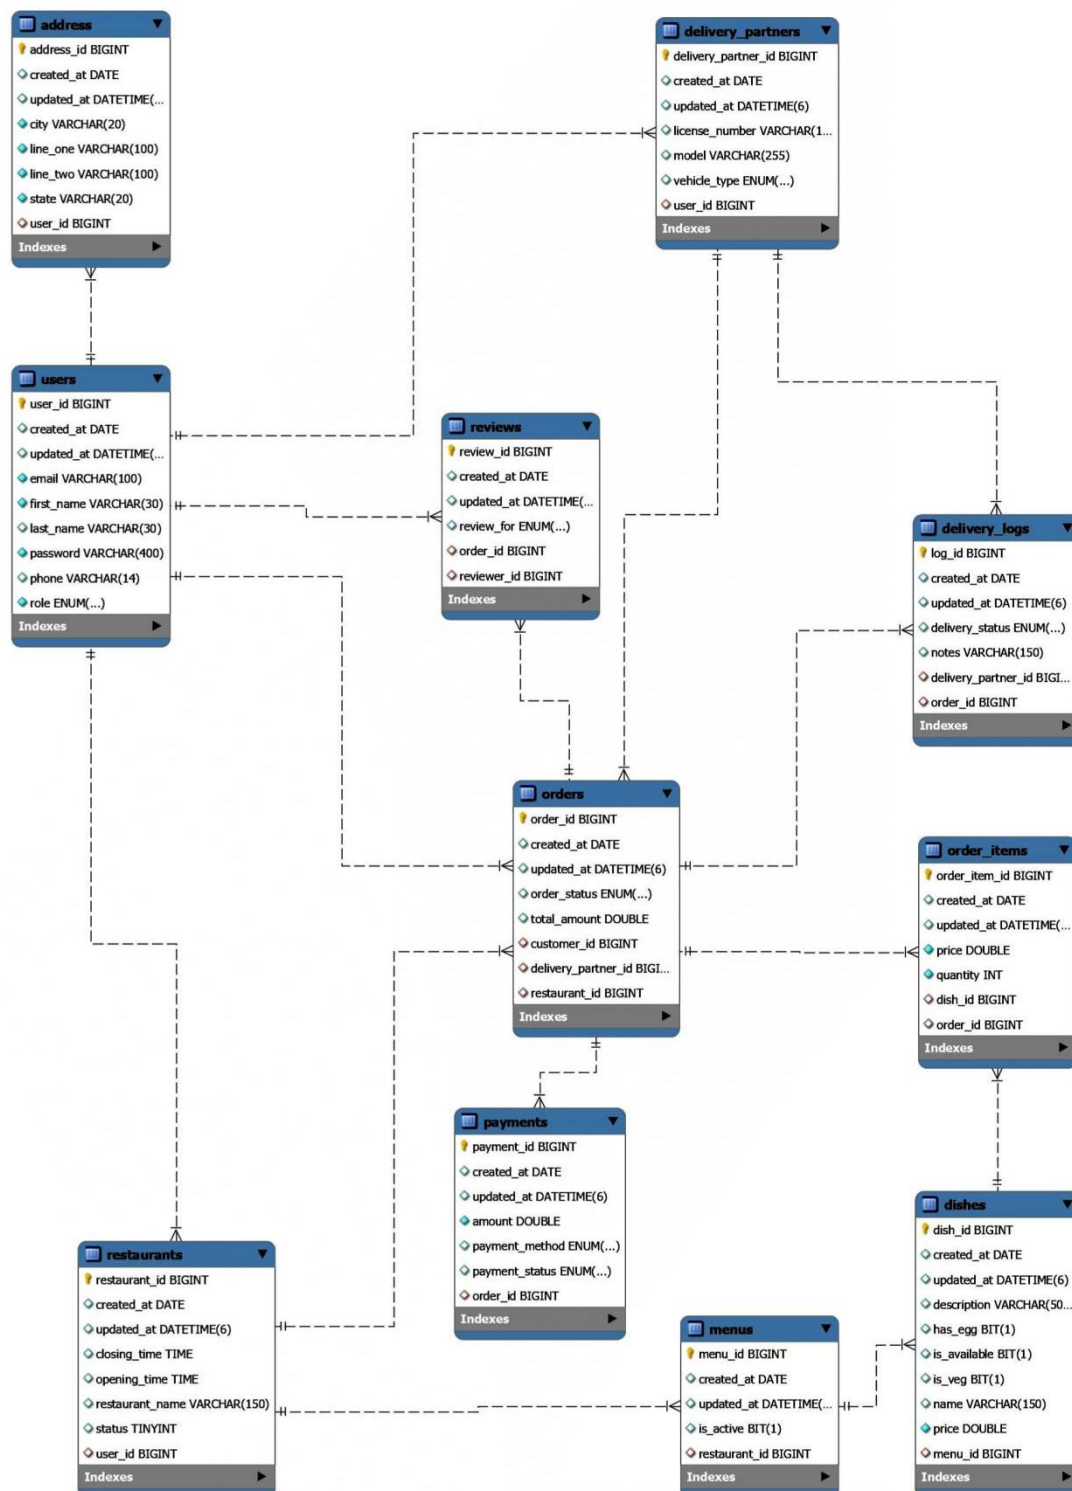 address
address_id BIGINT
created_at DATE
updated_at DATETIME(...
city VARCHAR(20)
line_one VARCHAR(100)
line_two VARCHAR(100)
state VARCHAR(20)
user_id BIGINT
Indexes
delivery_partners
delivery_partner_id BIGINT
created_at DATE
updated_at DATETIME(6)
license_number VARCHAR(1...
model VARCHAR(255)
vehicle_type ENUM(...)
user_id BIGINT
Indexes
users
user_id BIGINT
created_at DATE
updated_at DATETIME(...
email VARCHAR(100)
first_name VARCHAR(30)
last_name VARCHAR(30)
password VARCHAR(400)
phone VARCHAR(14)
role ENUM(...)
Indexes
reviews
review_id BIGINT
created_at DATE
updated_at DATETIME(...
review_for ENUM(...)
order_id BIGINT
reviewer_id BIGINT
Indexes
delivery_logs
log_id BIGINT
created_at DATE
updated_at DATETIME(6)
delivery_status ENUM(...)
notes VARCHAR(150)
delivery_partner_id BIGI...
order_id BIGINT
Indexes
orders
order_id BIGINT
created_at DATE
updated_at DATETIME(6)
order_status ENUM(...)
total_amount DOUBLE
customer_id BIGINT
delivery_partner_id BIGI...
restaurant_id BIGINT
Indexes
order_items
order_item_id BIGINT
created_at DATE
updated_at DATETIME(...
price DOUBLE
quantity INT
dish_id BIGINT
order_id BIGINT
Indexes
payments
payment_id BIGINT
created_at DATE
updated_at DATETIME(6)
amount DOUBLE
payment_method ENUM(...)
payment_status ENUM(...)
order_id BIGINT
Indexes
restaurants
restaurant_id BIGINT
created_at DATE
updated_at DATETIME(6)
closing_time TIME
opening_time TIME
restaurant_name VARCHAR(150)
status TINYINT
user_id BIGINT
Indexes
menus
menu_id BIGINT
created_at DATE
updated_at DATETIME(...
is_active BIT(1)
restaurant_id BIGINT
Indexes
dishes
dish_id BIGINT
created_at DATE
updated_at DATETIME(6)
description VARCHAR(50...
has_egg BIT(1)
is_available BIT(1)
is_veg BIT(1)
name VARCHAR(150)
price DOUBLE
menu_id BIGINT
Indexes